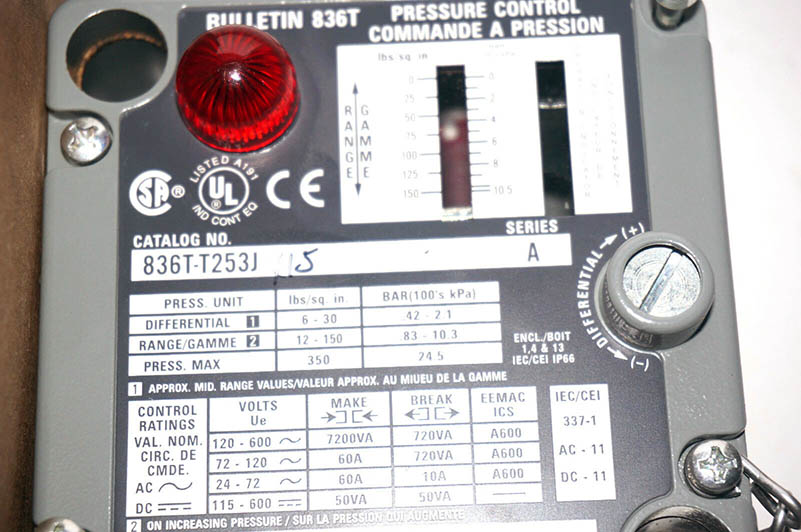 BULLETIN 836T
PRESSURE CONTROL
COMMANDE A PRESSION
lbs/sq. in
RANGE
GAMME
0
25
50
75
100
125
150
0
2
4
6
8
10.5
LISTED A191
UL
IND CONT EQ
SA
CE
CATALOG NO.
SERIES
836T-T253J 15
A
DIFFERENTIAL
(+)
(-)
PRESS. UNIT lbs/sq. in. BAR(100's kPa)
DIFFERENTIAL 1 6 - 30 42 - 2.1
RANGE/GAMME 2 12 - 150 83 - 10.3
PRESS. MAX 350 24.5
ENCL./BOIT
1,4 & 13
IEC/CEI IP66
1 APPROX. MID. RANGE VALUES/VALEUR APPROX. AU MIUEU DE LA GAMME
CONTROL
RATINGS
VAL. NOM.
CIRC. DE
CMDE.
AC ~
DC
VOLTS
Ue
MAKE
BREAK
EEMAC
ICS
IEC/CEI
337-1
AC - 11
DC - 11
120 - 600 ~ 7200VA 720VA A600
72 - 120 ~ 60A 720VA A600
24 - 72 ~ 60A 10A A600
115 - 600 50VA 50VA —
2 ON INCREASING PRESSURE / SUR LA PRESSION QUI AUGMENTE